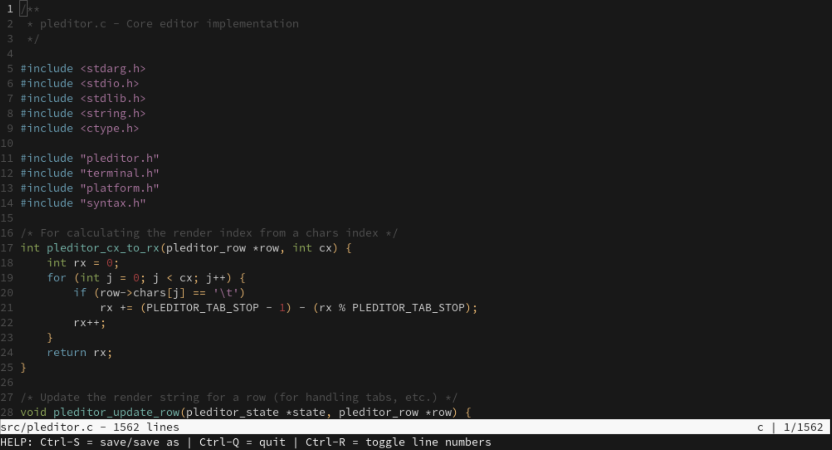 1 /**
2  * pleditor.c - Core editor implementation
3  */
4
5 #include <stdarg.h>
6 #include <stdio.h>
7 #include <stdlib.h>
8 #include <string.h>
9 #include <ctype.h>
10
11 #include "pleditor.h"
12 #include "terminal.h"
13 #include "platform.h"
14 #include "syntax.h"
15
16 /* For calculating the render index from a chars index */
17 int pleditor_cx_to_rx(pleditor_row *row, int cx) {
18     int rx = 0;
19     for (int j = 0; j < cx; j++) {
20         if (row->chars[j] == '\t')
21             rx += (PLEDITOR_TAB_STOP - 1) - (rx % PLEDITOR_TAB_STOP);
22         rx++;
23     }
24     return rx;
25 }
26
27 /* Update the render string for a row (for handling tabs, etc.) */
28 void pleditor_update_row(pleditor_state *state, pleditor_row *row) {
src/pleditor.c - 1562 lines c | 1/1562
HELP: Ctrl-S = save/save as | Ctrl-Q = quit | Ctrl-R = toggle line numbers